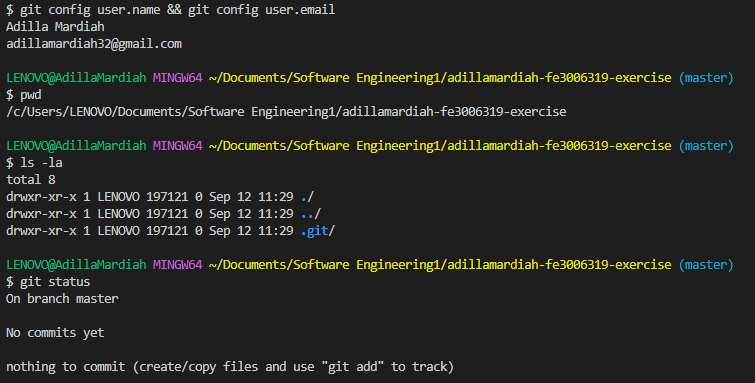 $ git config user.name && git config user.email
Adilla Mardiah
adillamardiah32@gmail.com
LENOVO@AdillaMardiah MINGW64 ~/Documents/Software Engineering1/adillamardiah-fe3006319-exercise (master)
$ pwd
/c/Users/LENOVO/Documents/Software Engineering1/adillamardiah-fe3006319-exercise
LENOVO@AdillaMardiah MINGW64 ~/Documents/Software Engineering1/adillamardiah-fe3006319-exercise (master)
$ ls -la
total 8
drwxr-xr-x 1 LENOVO 197121 0 Sep 12 11:29 ./
drwxr-xr-x 1 LENOVO 197121 0 Sep 12 11:29 ../
drwxr-xr-x 1 LENOVO 197121 0 Sep 12 11:29 .git/
LENOVO@AdillaMardiah MINGW64 ~/Documents/Software Engineering1/adillamardiah-fe3006319-exercise (master)
$ git status
On branch master
No commits yet
nothing to commit (create/copy files and use "git add" to track)